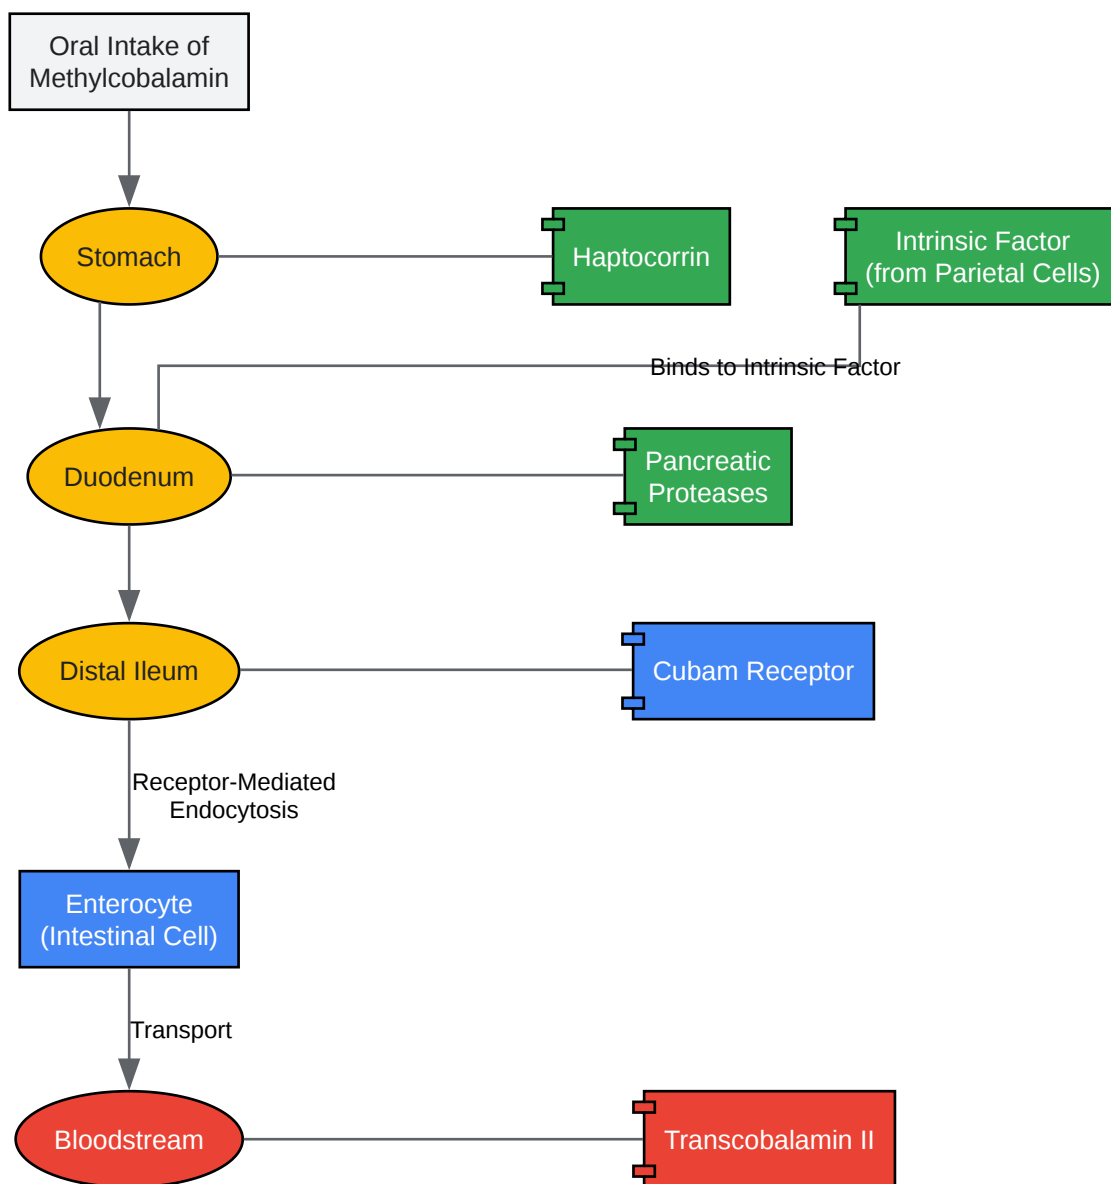 Oral Intake of
Methylcobalamin
Stomach
Haptocorrin
Intrinsic Factor
(from Parietal Cells)
Binds to Intrinsic Factor
Duodenum
Pancreatic
Proteases
Distal Ileum
Cubam Receptor
Receptor-Mediated
Endocytosis
Enterocyte
(Intestinal Cell)
Transport
Bloodstream
Transcobalamin II